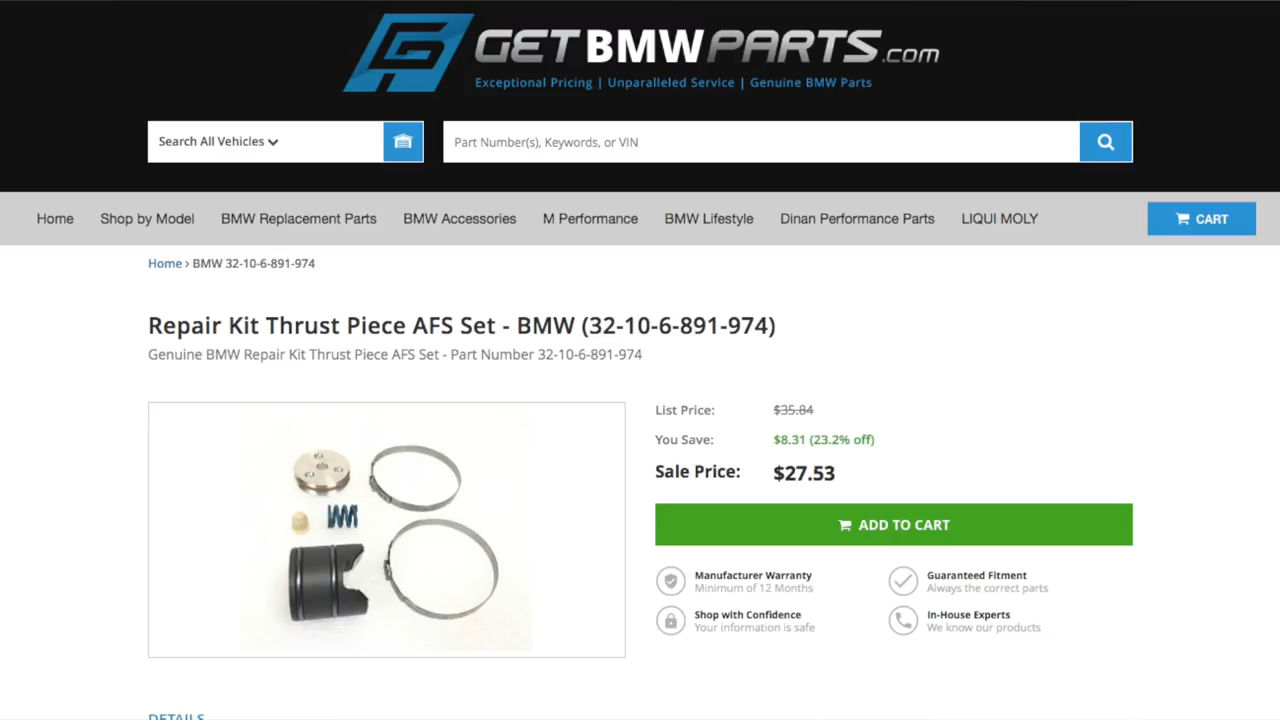 GETBMWPARTS.com
Exceptional Pricing | Unparalleled Service | Genuine BMW Parts
Search All Vehicles
Part Number(s), Keywords, or VIN
Home Shop by Model BMW Replacement Parts BMW Accessories M Performance BMW Lifestyle Dinan Performance Parts LIQUI MOLY CART
Home › BMW 32-10-6-891-974
Repair Kit Thrust Piece AFS Set - BMW (32-10-6-891-974)
Genuine BMW Repair Kit Thrust Piece AFS Set - Part Number 32-10-6-891-974
List Price: $35.84
You Save: $8.31 (23.2% off)
Sale Price: $27.53
ADD TO CART
Manufacturer Warranty
Minimum of 12 Months
Guaranteed Fitment
Always the correct parts
Shop with Confidence
Your information is safe
In-House Experts
We know our products
DETAILS